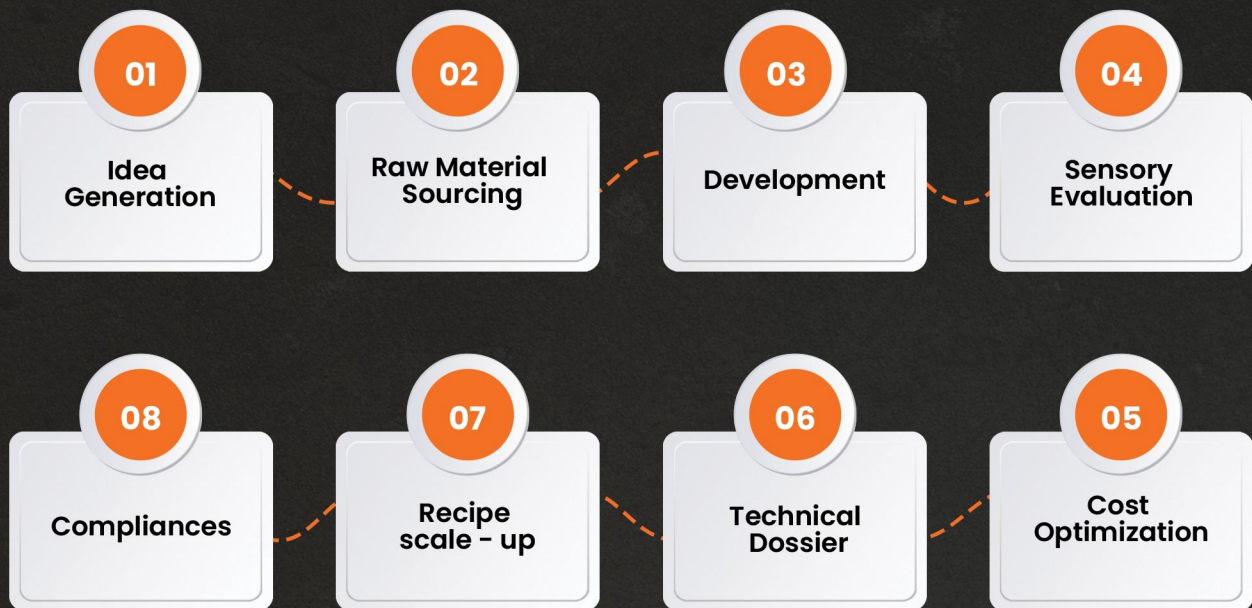 01
Idea
Generation
02
Raw Material
Sourcing
03
Development
04
Sensory
Evaluation
08
Compliances
07
Recipe
scale - up
06
Technical
Dossier
05
Cost
Optimization